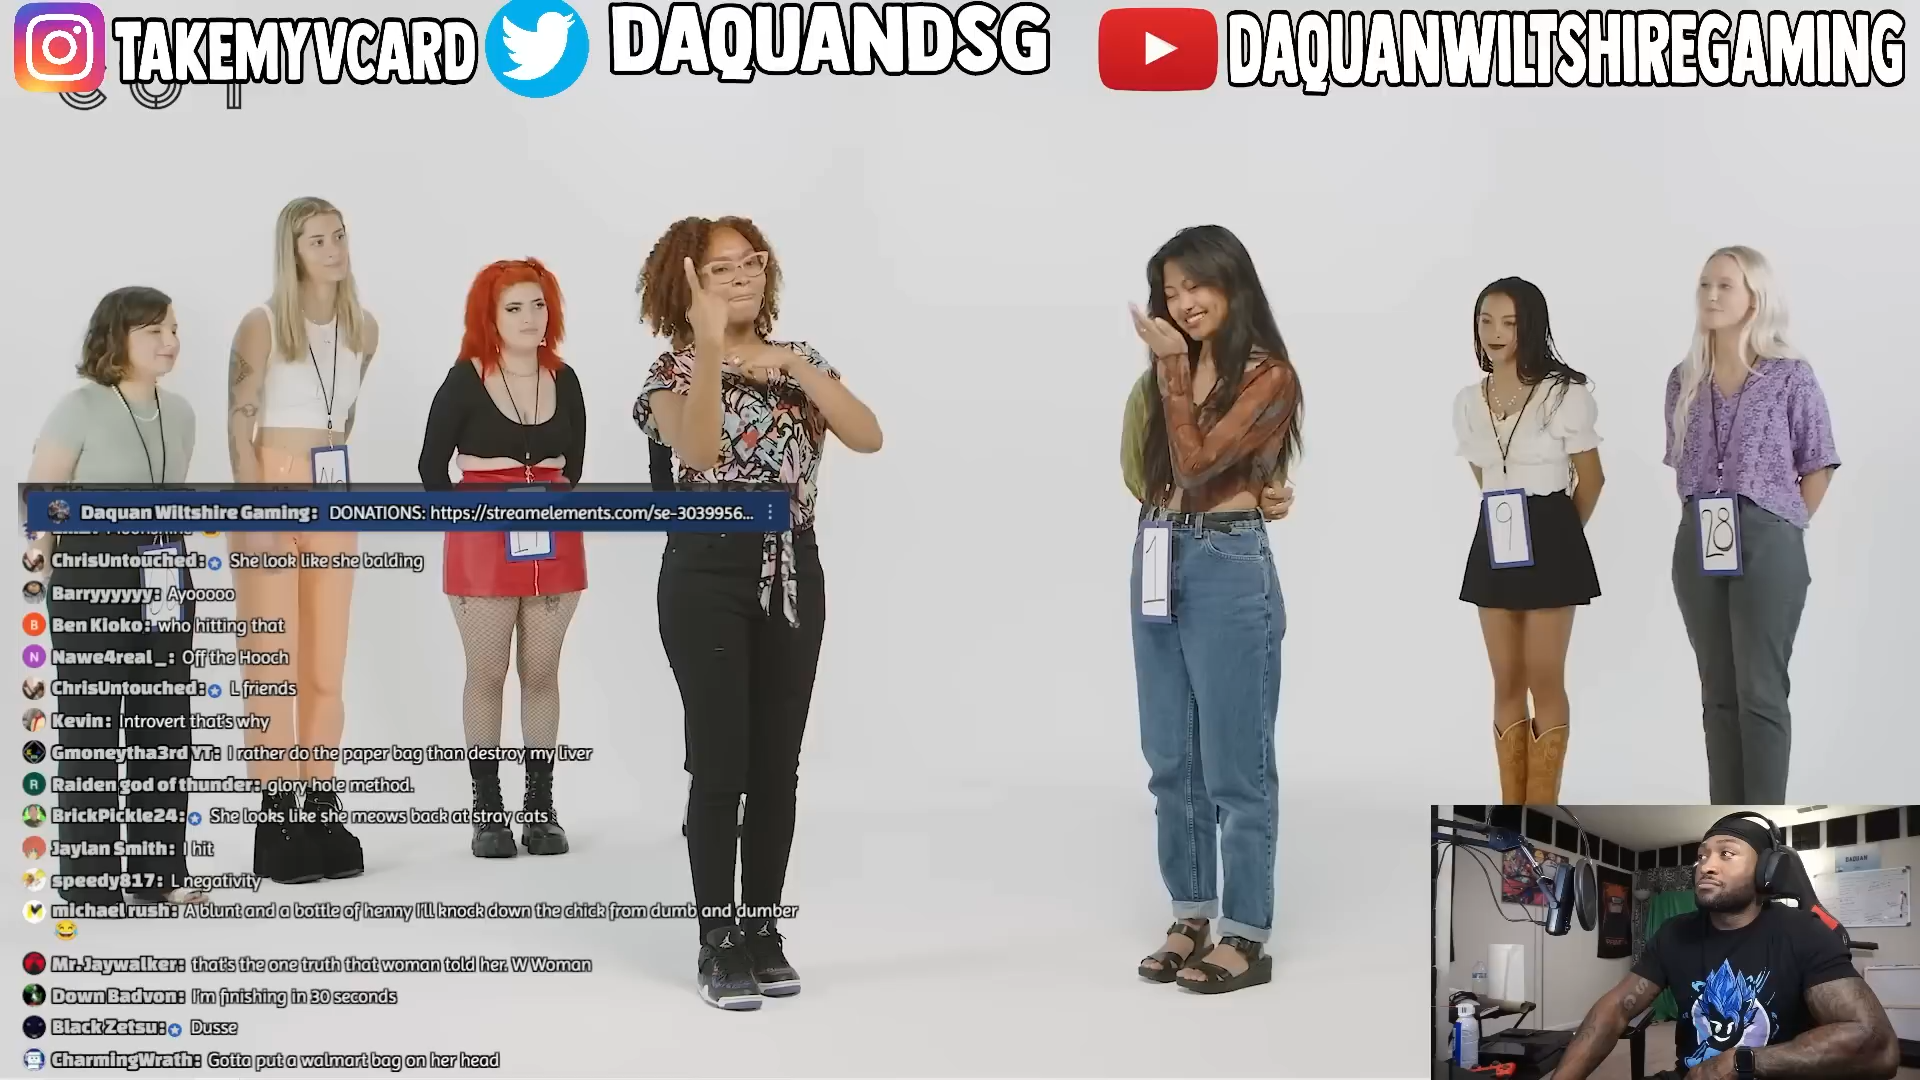 TAKEMYVCARD
DAQUANDSG
DAQUANWILTSHIREGAMING
CUT
Daquan Wiltshire Gaming: DONATIONS: https://streamelements.com/se-3039956...
ChrisUntouched: She look like she balding
Barryyyyyy: Ayooooo
B Ben Kioko: who hitting that
N Nawe4real_: Off the Hooch
ChrisUntouched: L friends
Kevin: Introvert that's why
Gmoneytha3rd YT: I rather do the paper bag than destroy my liver
R Raiden god of thunder: glory hole method.
BrickPickle24: She looks like she meows back at stray cats
Jaylan Smith: I hit
speedy817: L negativity
michael rush: A blunt and a bottle of henny I'll knock down the chick from dumb and dumber
😂
Mr.Jaywalker: that's the one truth that woman told her. W Woman
Down Badvon: I'm finishing in 30 seconds
Black Zetsu: Dusse
CharmingWrath: Gotta put a walmart bag on her head
17
1
9
28
DAQUAN